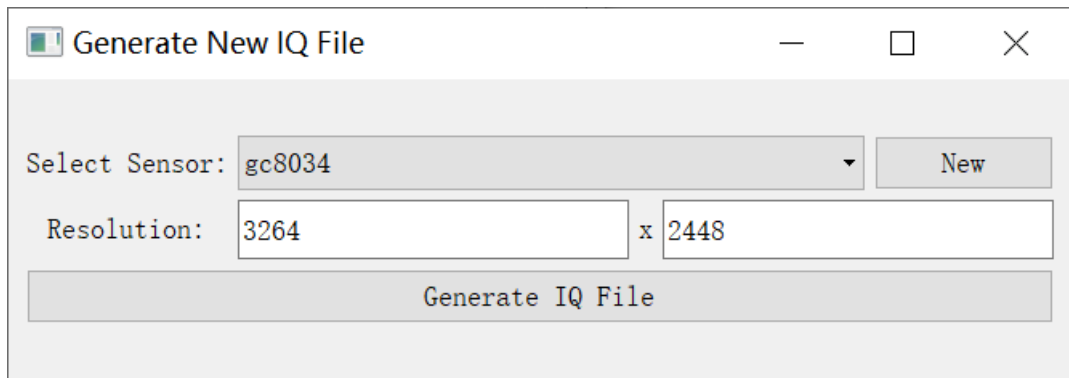 Generate New IQ File
Select Sensor: gc8034 New
Resolution: 3264 x 2448
Generate IQ File